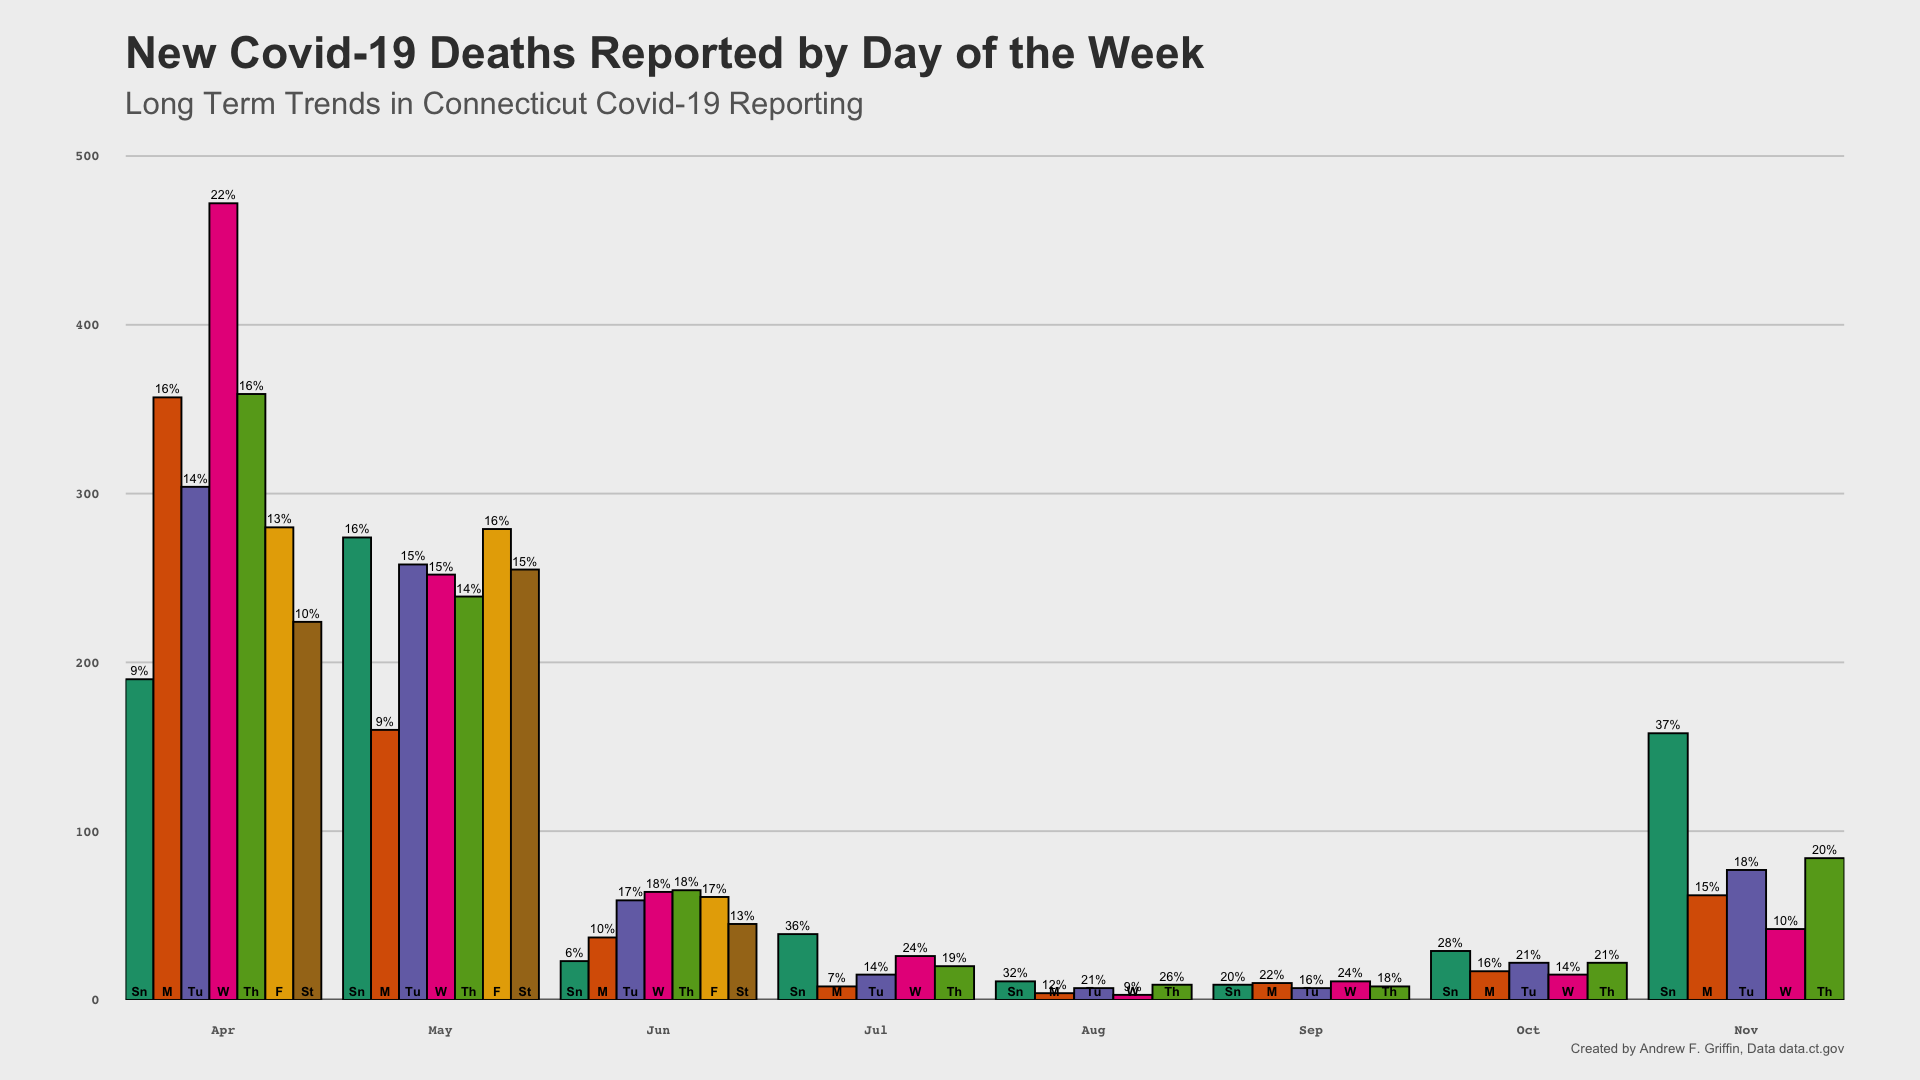 New Covid-19 Deaths Reported by Day of the Week
Long Term Trends in Connecticut Covid-19 Reporting
500
400
300
200
100
0
9% 16% 14% 22% 16% 13% 10%
Sn M Tu W Th F St
16% 9% 15% 15% 14% 16% 15%
Sn M Tu W Th F St
6% 10% 17% 18% 18% 17% 13%
Sn M Tu W Th F St
36% 7% 14% 24% 19%
Sn M Tu W Th
32% 12% 21% 9% 26%
Sn M Tu W Th
20% 22% 16% 24% 18%
Sn M Tu W Th
28% 16% 21% 14% 21%
Sn M Tu W Th
37% 15% 18% 10% 20%
Sn M Tu W Th
Apr May Jun Jul Aug Sep Oct Nov
Created by Andrew F. Griffin, Data data.ct.gov